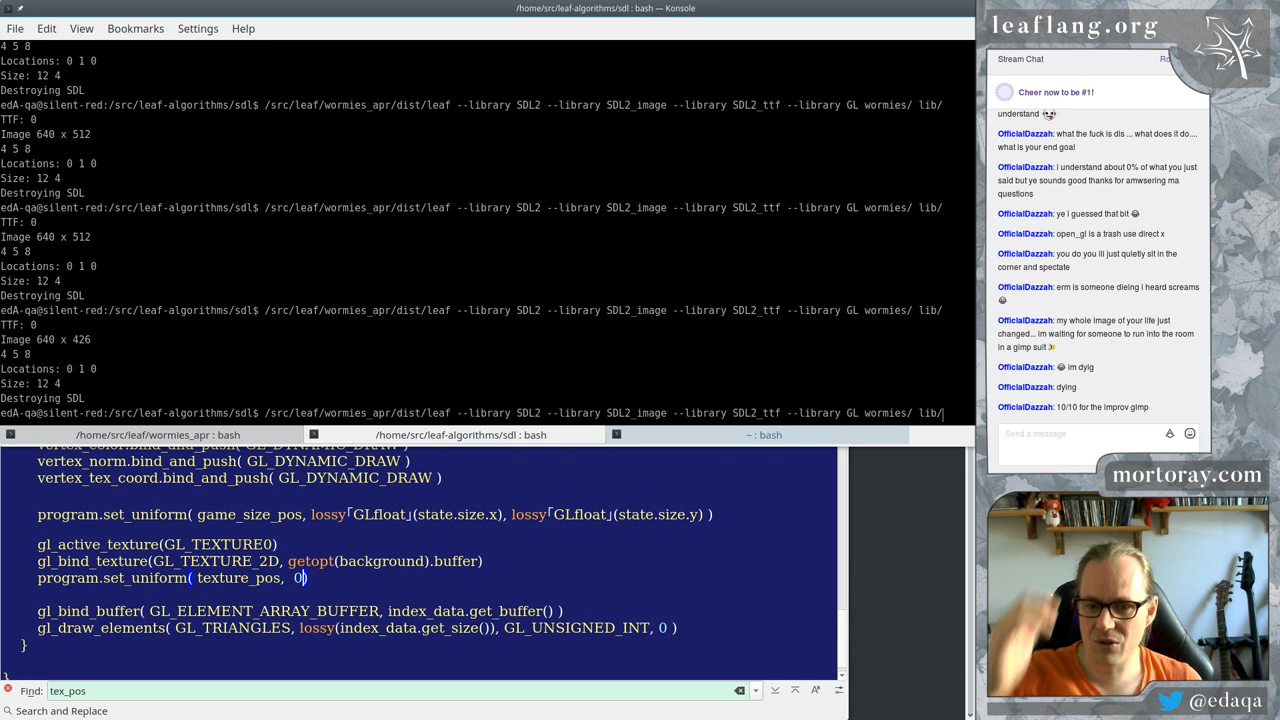 /home/src/leaf-algorithms/sdl : bash — Konsole
File Edit View Bookmarks Settings Help
4 5 8
Locations: 0 1 0
Size: 12 4
Destroying SDL
edA-qa@silent-red:/src/leaf-algorithms/sdl$ /src/leaf/wormies_apr/dist/leaf --library SDL2 --library SDL2_image --library SDL2_ttf --library GL wormies/ lib/
TTF: 0
Image 640 x 512
4 5 8
Locations: 0 1 0
Size: 12 4
Destroying SDL
edA-qa@silent-red:/src/leaf-algorithms/sdl$ /src/leaf/wormies_apr/dist/leaf --library SDL2 --library SDL2_image --library SDL2_ttf --library GL wormies/ lib/
TTF: 0
Image 640 x 512
4 5 8
Locations: 0 1 0
Size: 12 4
Destroying SDL
edA-qa@silent-red:/src/leaf-algorithms/sdl$ /src/leaf/wormies_apr/dist/leaf --library SDL2 --library SDL2_image --library SDL2_ttf --library GL wormies/ lib/
TTF: 0
Image 640 x 426
4 5 8
Locations: 0 1 0
Size: 12 4
Destroying SDL
edA-qa@silent-red:/src/leaf-algorithms/sdl$ /src/leaf/wormies_apr/dist/leaf --library SDL2 --library SDL2_image --library SDL2_ttf --library GL wormies/ lib/
/home/src/leaf/wormies_apr : bash
/home/src/leaf-algorithms/sdl : bash
~ : bash
vertex_norm.bind_and_push( GL_DYNAMIC_DRAW )
vertex_tex_coord.bind_and_push( GL_DYNAMIC_DRAW )
program.set_uniform( game_size_pos, lossy「GLfloat」(state.size.x), lossy「GLfloat」(state.size.y) )
gl_active_texture(GL_TEXTURE0)
gl_bind_texture(GL_TEXTURE_2D, getopt(background).buffer)
program.set_uniform( texture_pos, 0)
gl_bind_buffer( GL_ELEMENT_ARRAY_BUFFER, index_data.get_buffer() )
gl_draw_elements( GL_TRIANGLES, lossy(index_data.get_size()), GL_UNSIGNED_INT, 0 )
}
Find: tex_pos
Search and Replace
leaflang.org
Stream Chat
Cheer now to be #1!
understand
OfficialDazzah: what the fuck is dis ... what does it do....
what is your end goal
OfficialDazzah: i understand about 0% of what you just
said but ye sounds good thanks for amwsering ma
questions
OfficialDazzah: ye i guessed that bit 😂
OfficialDazzah: open_gl is a trash use direct x
OfficialDazzah: you do you ill just quietly sit in the
corner and spectate
OfficialDazzah: erm is someone dieing i heard screams
😂
OfficialDazzah: my whole image of your life just
changed... im waiting for someone to run into the room
in a gimp suit 🎉
OfficialDazzah: 😂 im dyig
OfficialDazzah: dying
OfficialDazzah: 10/10 for the improv gimp
Send a message
mortoray.com
@edaqa